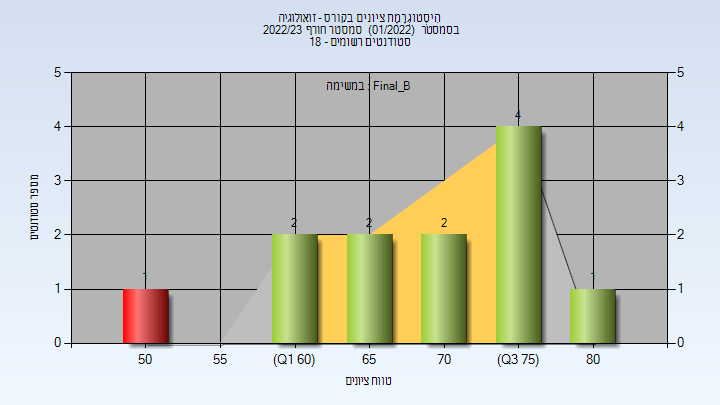 היסטוגרמת ציונים בקורס - זואולוגיה
בסמסטר (01/2022) סמסטר חורף 2022/23
סטודנטים רשומים - 18
במשימה : Final_B
מספר סטודנטים
5 5
4 4
3 3
2 2
1 1
0 0
1 2 2 2 4 1
50 55 (Q1 60) 65 70 (Q3 75) 80
טווח ציונים